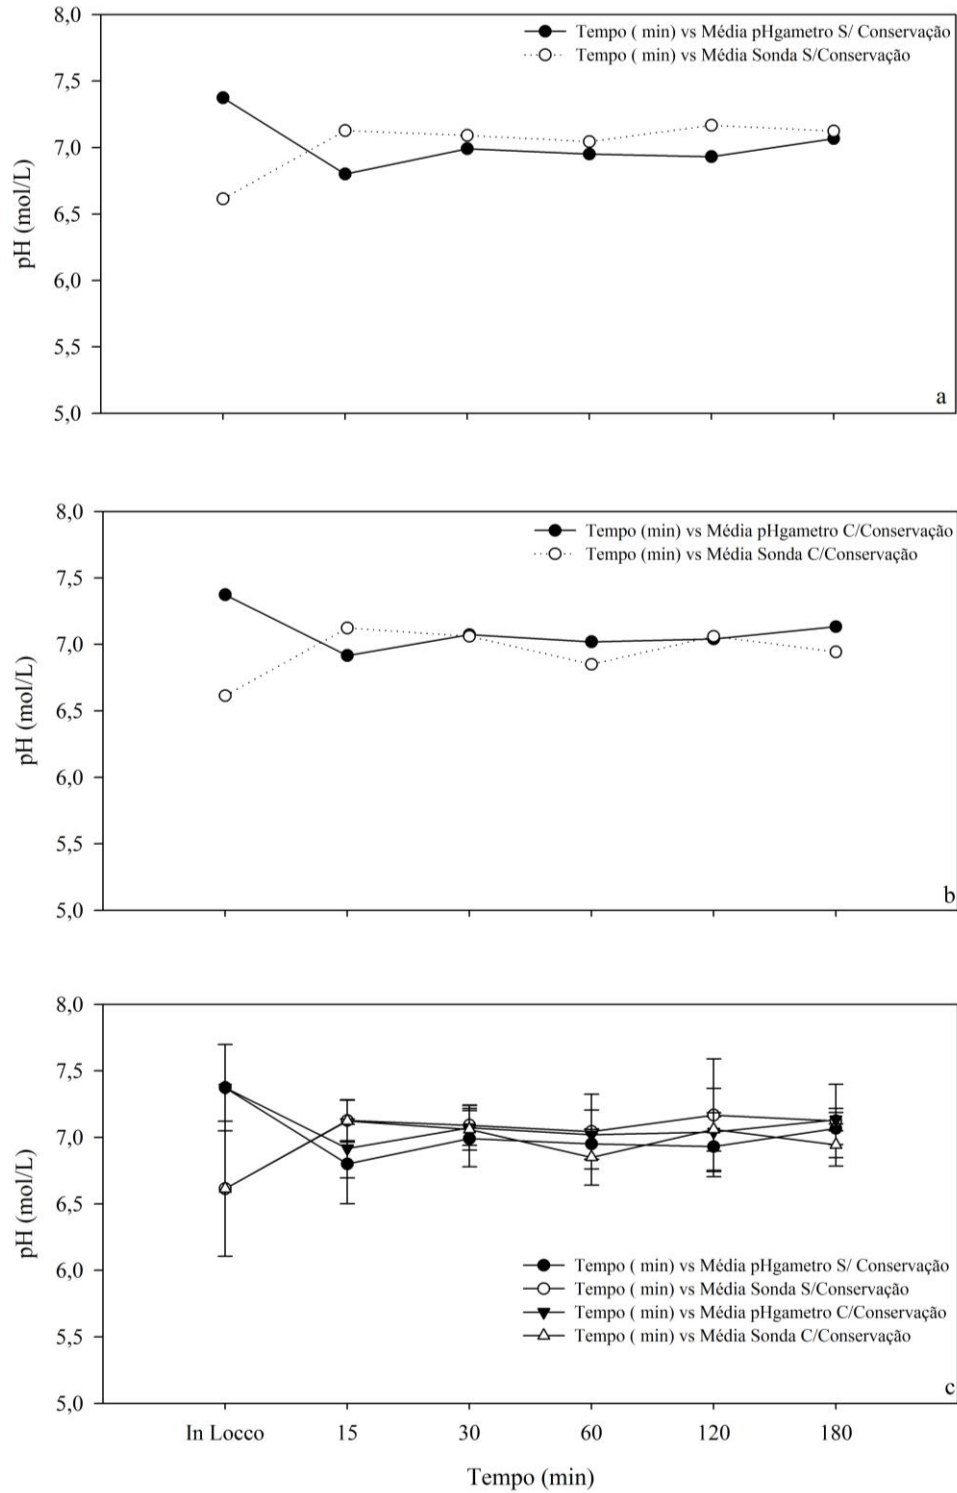 8,0
Tempo ( min) vs Média pHgametro S/ Conservação
Tempo ( min) vs Média Sonda S/Conservação
7,5
7,0
6,5
6,0
5,5
5,0
pH (mol/L)
a
8,0
Tempo (min) vs Média pHgametro C/Conservação
Tempo (min) vs Média Sonda C/Conservação
7,5
7,0
6,5
6,0
5,5
5,0
pH (mol/L)
b
8,0
7,5
7,0
6,5
6,0
5,5
5,0
pH (mol/L)
Tempo ( min) vs Média pHgametro S/ Conservação
Tempo ( min) vs Média Sonda S/Conservação
Tempo ( min) vs Média pHgametro C/Conservação
Tempo ( min) vs Média Sonda C/Conservação
c
In Locco 15 30 60 120 180
Tempo (min)